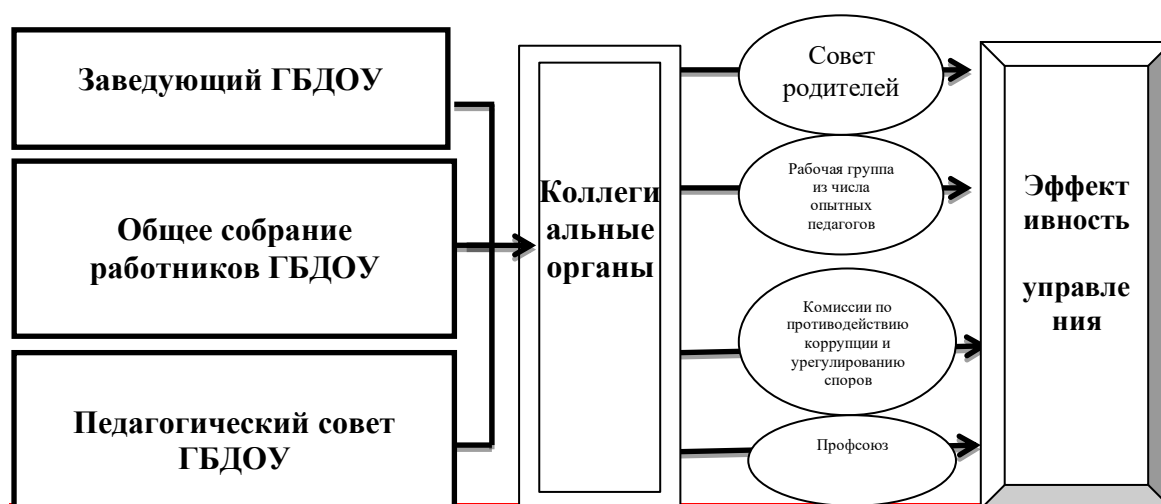 Заведующий ГБДОУ
Общее собрание
работников ГБДОУ
Педагогический совет
ГБДОУ
Коллеги
альные
органы
Совет
родителей
Рабочая группа
из числа
опытных
педагогов
Комиссии по
противодействию
коррупции и
урегулированию
споров
Профсоюз
Эффект
ивность
управле
ния